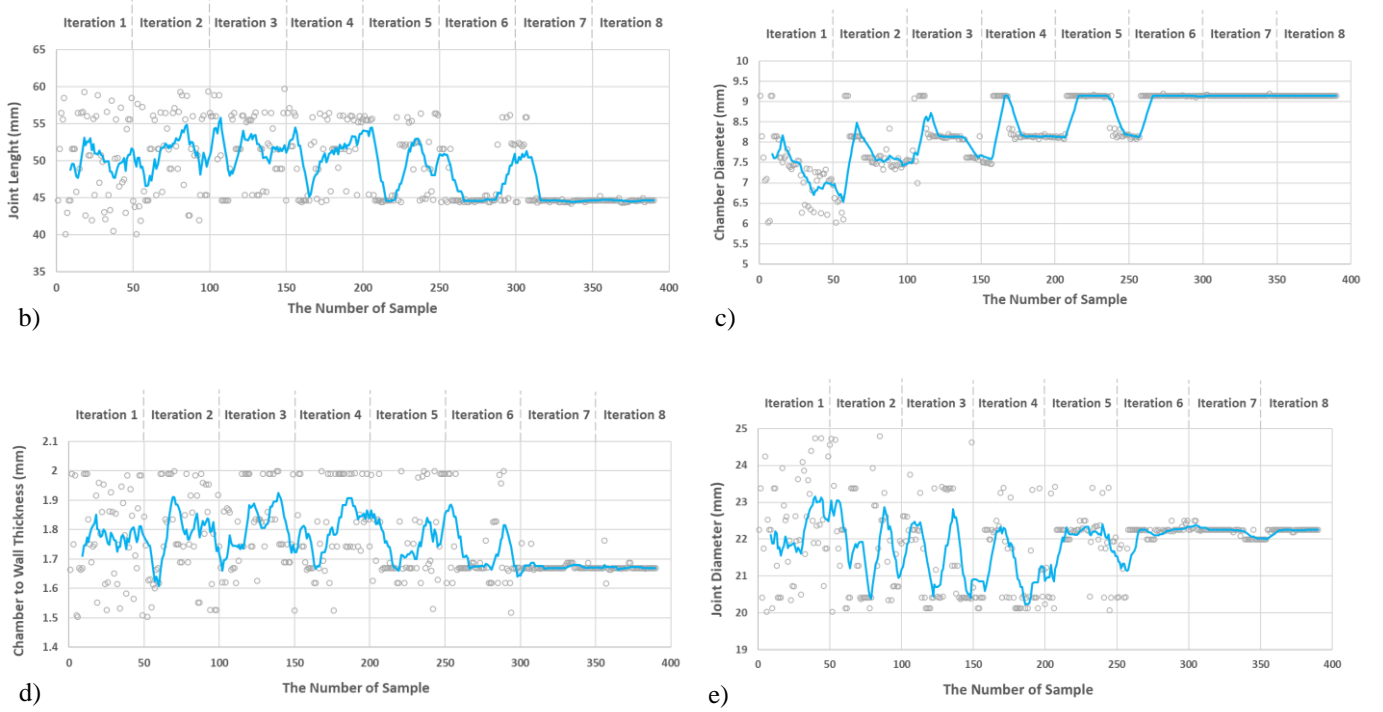 Iteration 1 Iteration 2 Iteration 3 Iteration 4 Iteration 5 Iteration 6 Iteration 7 Iteration 8
65
60
55
50
45
40
35
Joint Lenght (mm)
0 50 100 150 200 250 300 350 400
The Number of Sample
b)
Iteration 1 Iteration 2 Iteration 3 Iteration 4 Iteration 5 Iteration 6 Iteration 7 Iteration 8
10
9.5
9
8.5
8
7.5
7
6.5
6
5.5
5
Chamber Diameter (mm)
0 50 100 150 200 250 300 350 400
The Number of Sample
c)
Iteration 1 Iteration 2 Iteration 3 Iteration 4 Iteration 5 Iteration 6 Iteration 7 Iteration 8
2.1
2
1.9
1.8
1.7
1.6
1.5
1.4
Chamber to Wall Thickness (mm)
0 50 100 150 200 250 300 350 400
The Number of Sample
d)
Iteration 1 Iteration 2 Iteration 3 Iteration 4 Iteration 5 Iteration 6 Iteration 7 Iteration 8
25
24
23
22
21
20
19
Joint Diameter (mm)
0 50 100 150 200 250 300 350 400
The Number of Sample
e)